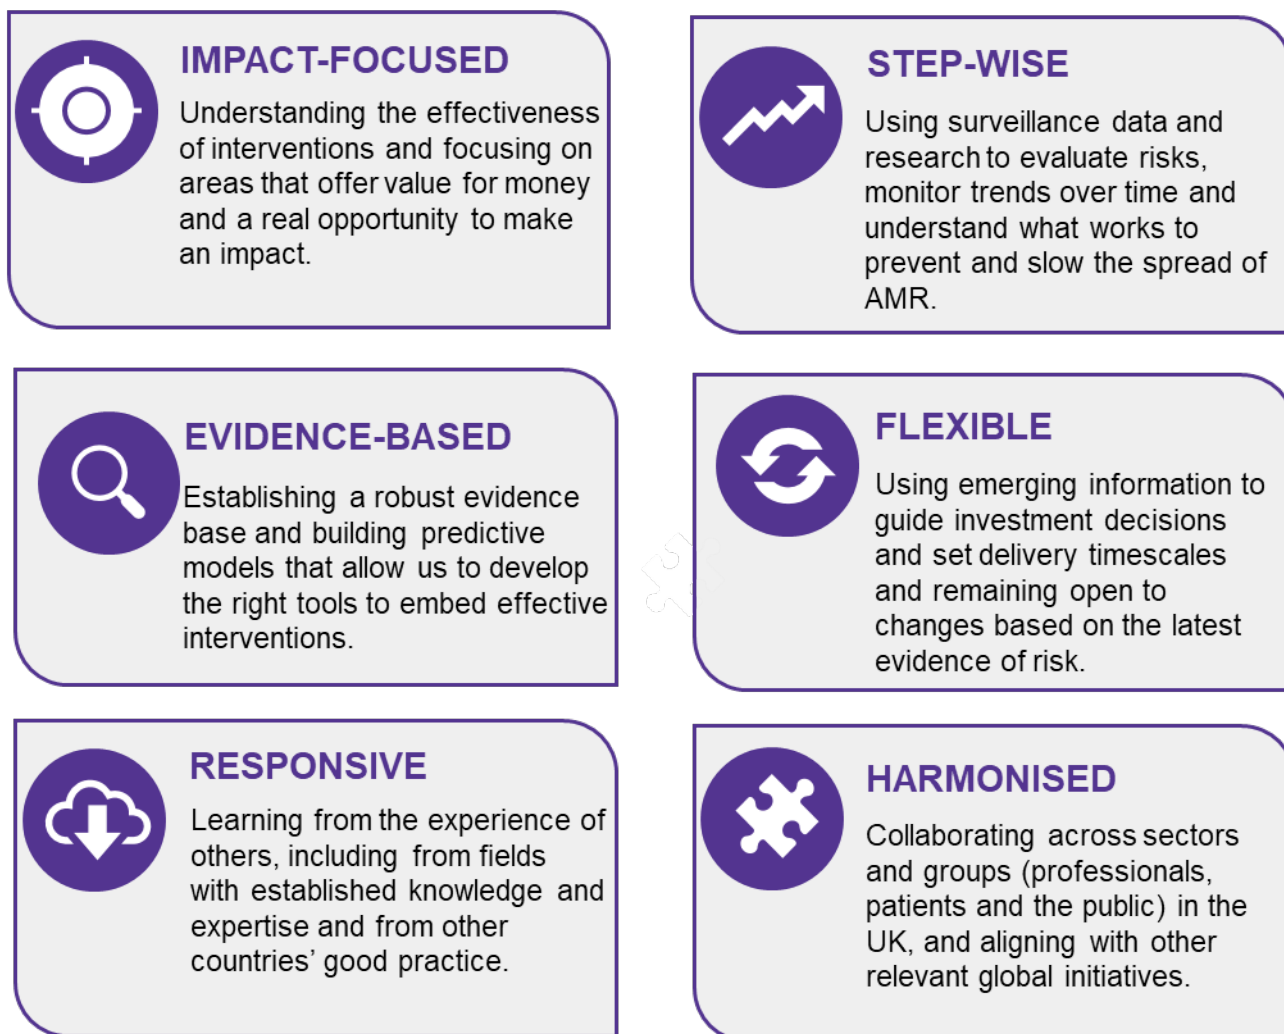 IMPACT-FOCUSED
Understanding the effectiveness
of interventions and focusing on
areas that offer value for money
and a real opportunity to make
an impact.
STEP-WISE
Using surveillance data and
research to evaluate risks,
monitor trends over time and
understand what works to
prevent and slow the spread of
AMR.
EVIDENCE-BASED
Establishing a robust evidence
base and building predictive
models that allow us to develop
the right tools to embed effective
interventions.
FLEXIBLE
Using emerging information to
guide investment decisions
and set delivery timescales
and remaining open to
changes based on the latest
evidence of risk.
RESPONSIVE
Learning from the experience of
others, including from fields
with established knowledge and
expertise and from other
countries’ good practice.
HARMONISED
Collaborating across sectors
and groups (professionals,
patients and the public) in the
UK, and aligning with other
relevant global initiatives.